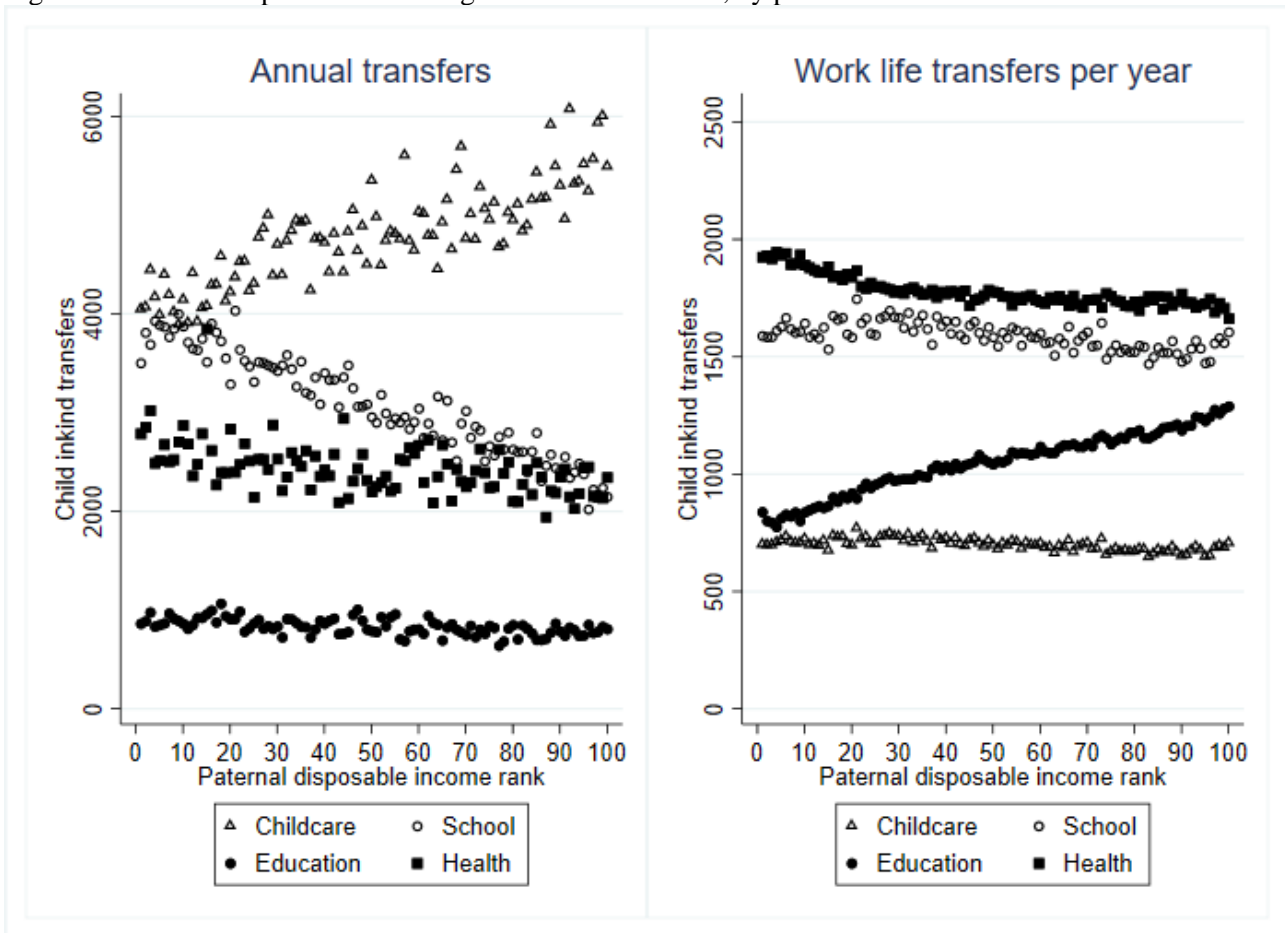 Annual transfers
Child inkind transfers
6000
4000
2000
0
0 10 20 30 40 50 60 70 80 90 100
Paternal disposable income rank
Childcare School
Education Health
Work life transfers per year
Child inkind transfers
2500
2000
1500
1000
500
0
0 10 20 30 40 50 60 70 80 90 100
Paternal disposable income rank
Childcare School
Education Health